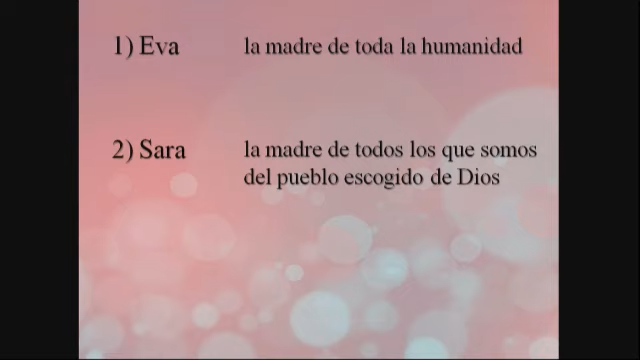 1) Eva la madre de toda la humanidad
2) Sara la madre de todos los que somos
del pueblo escogido de Dios